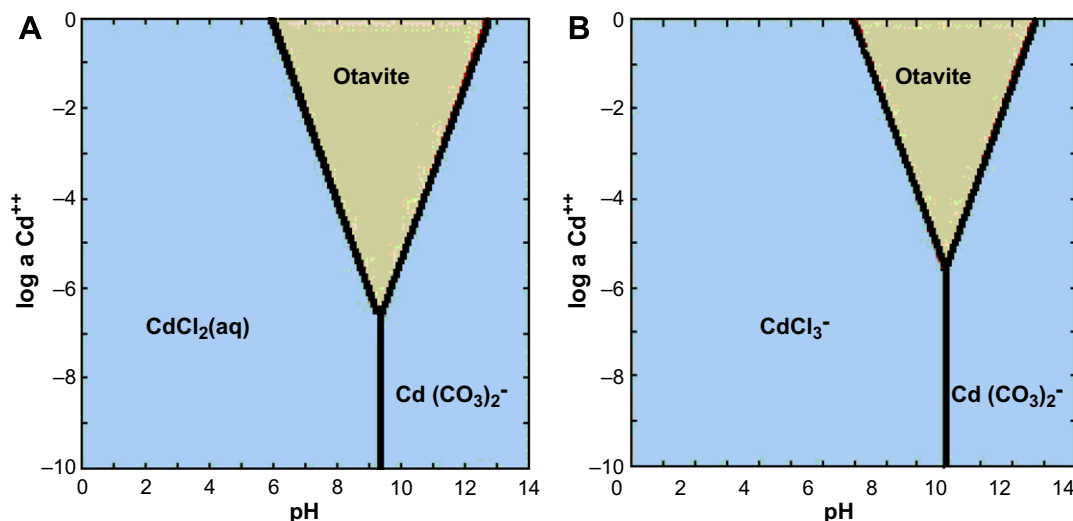 A
0
Otavite
–2
–4
log a Cd⁺⁺
–6
CdCl₂(aq)
–8
Cd (CO₃)₂⁻
–10
0 2 4 6 8 10 12 14
pH
B
0
Otavite
–2
–4
log a Cd⁺⁺
–6
CdCl₃⁻
–8
Cd (CO₃)₂⁻
–10
0 2 4 6 8 10 12 14
pH